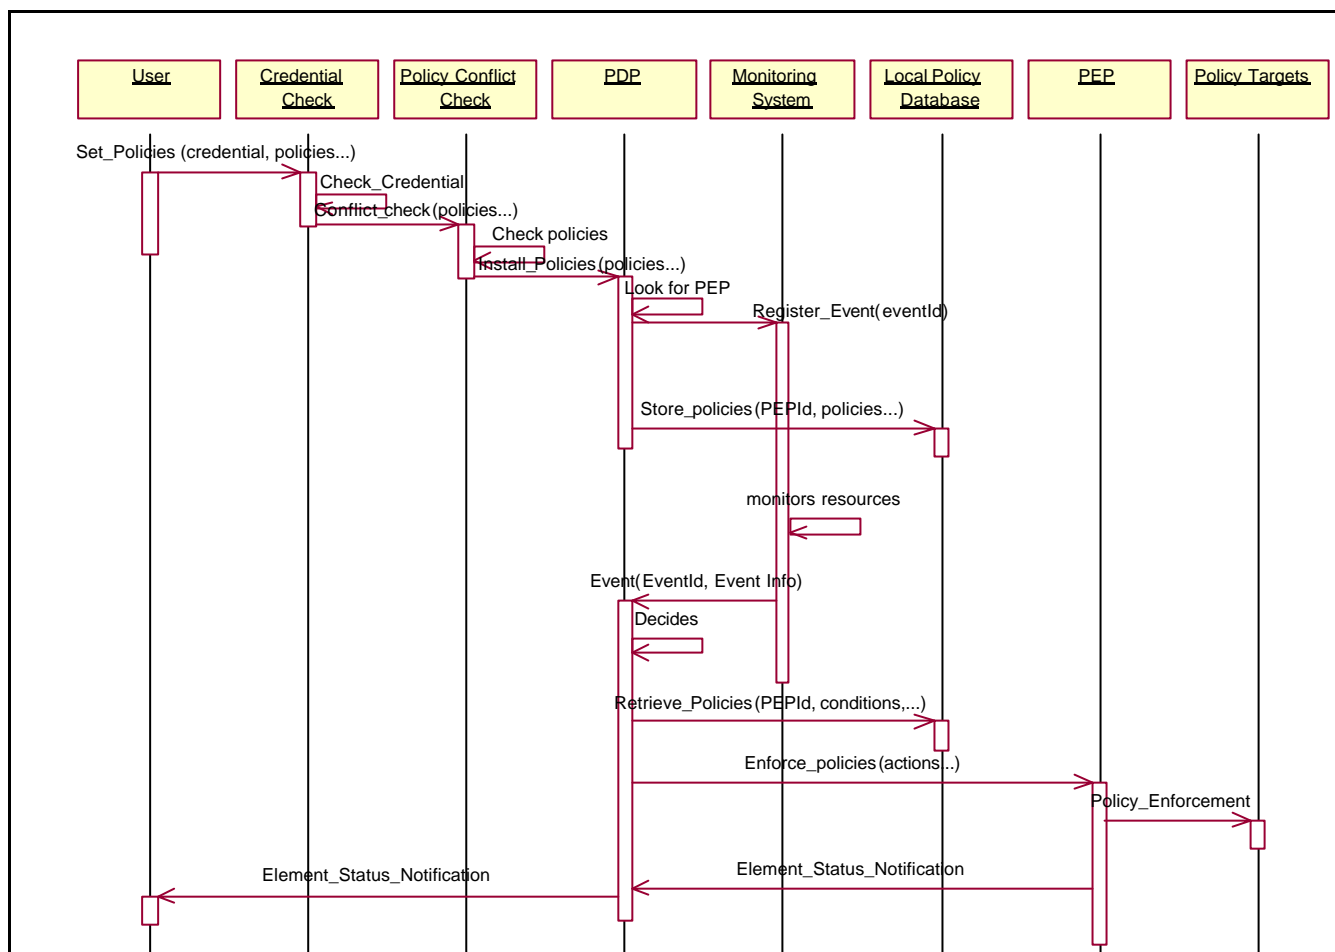 User
Credential
Check
Policy Conflict
Check
PDP
Monitoring
System
Local Policy
Database
PEP
Policy Targets
Set_Policies (credential, policies...)
Check_Credential
Conflict_check(policies...)
Check policies
Install_Policies(policies...)
Look for PEP
Register_Event(eventId)
Store_policies(PEPId, policies...)
monitors resources
Event(EventId, Event Info)
Decides
Retrieve_Policies(PEPId, conditions,...)
Enforce_policies(actions...)
Policy_Enforcement
Element_Status_Notification
Element_Status_Notification